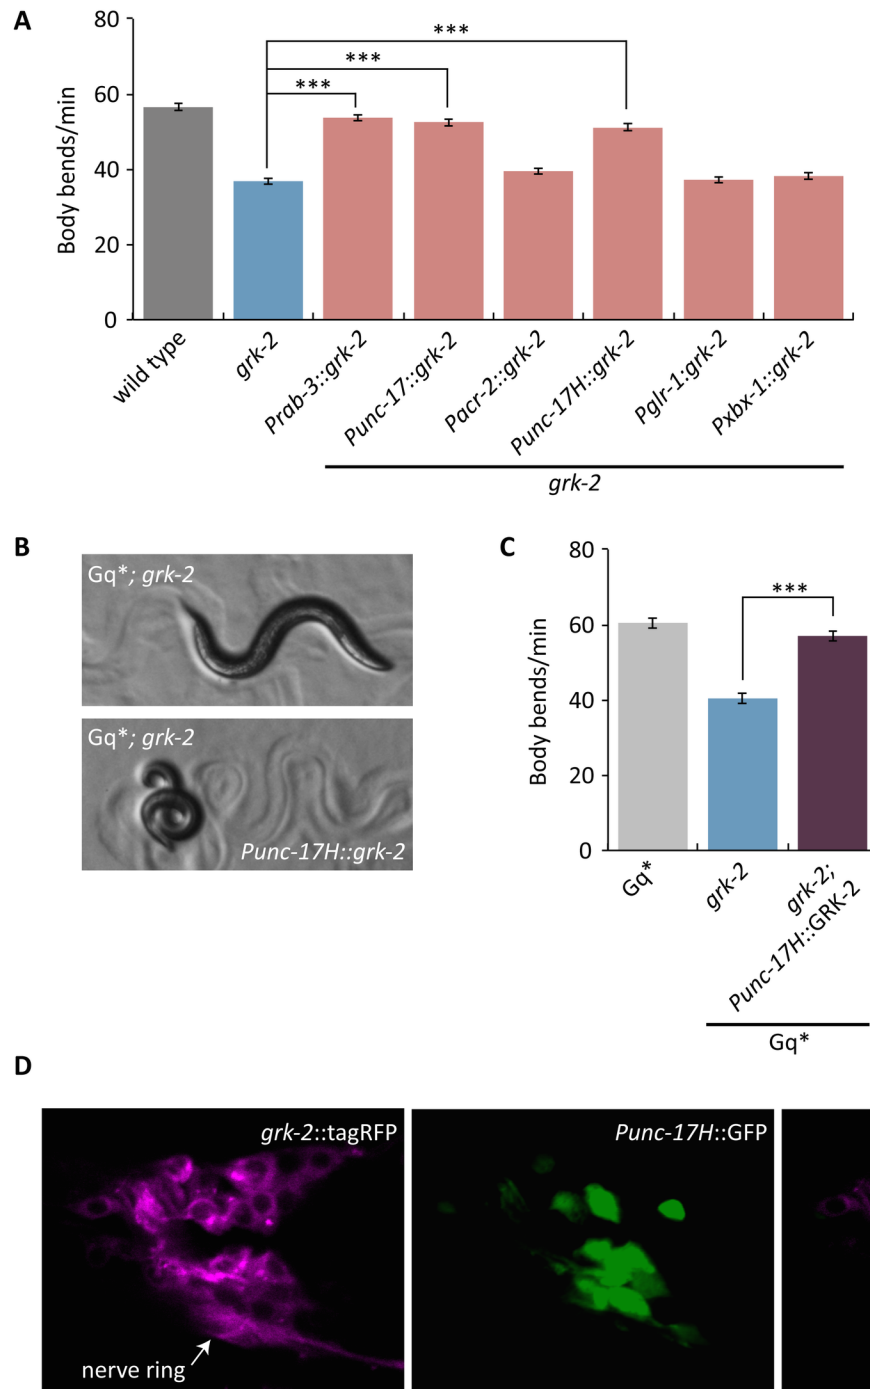 A
80
60
40
20
0
Body bends/min
***
***
***
wild type
grk-2
Prab-3::grk-2
Punc-17::grk-2
Pacr-2::grk-2
Punc-17H::grk-2
Pglr-1:grk-2
Pxbx-1::grk-2
grk-2
B
Gq*; grk-2
Gq*; grk-2
Punc-17H::grk-2
C
80
60
40
20
0
Body bends/min
***
Gq*
grk-2
grk-2;
Punc-17H::GRK-2
Gq*
D
grk-2::tagRFP
nerve ring
Punc-17H::GFP